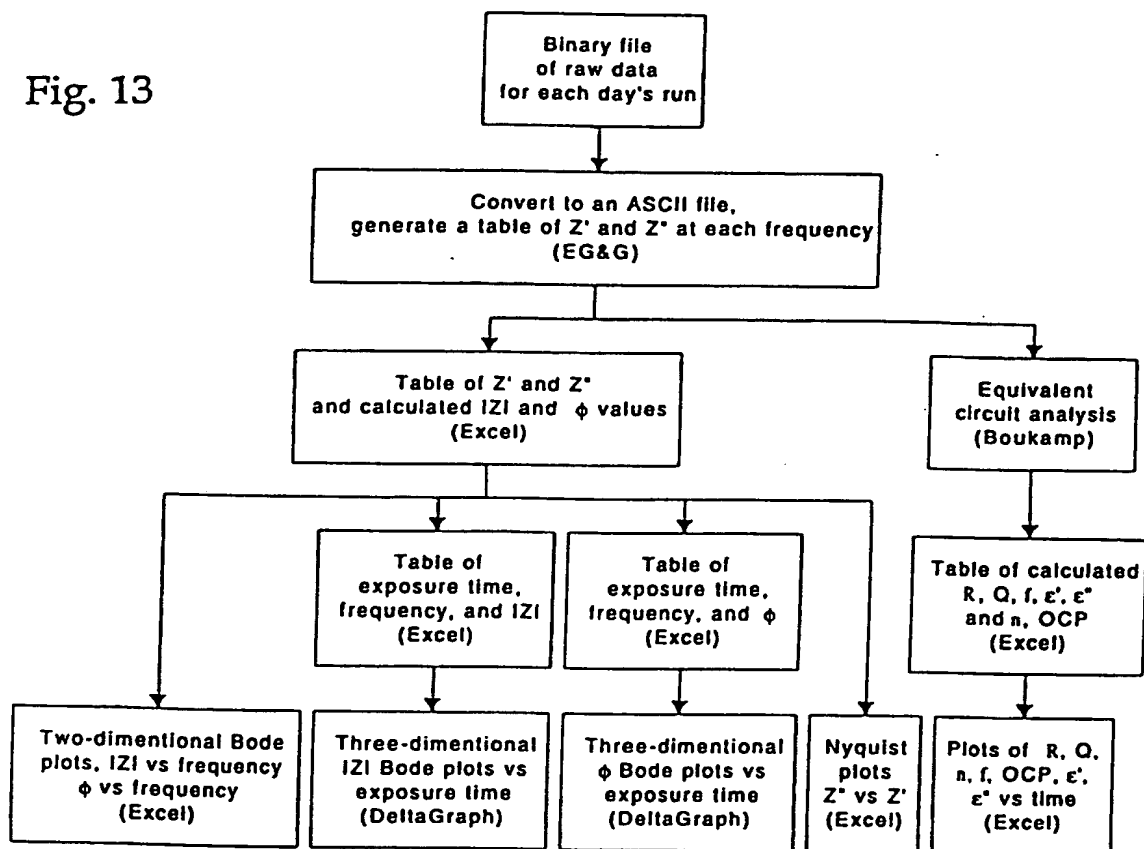 Fig. 13
Binary file
of raw data
for each day's run
Convert to an ASCII file,
generate a table of Z' and Z" at each frequency
(EG&G)
Table of Z' and Z"
and calculated IZI and ϕ values
(Excel)
Equivalent
circuit analysis
(Boukamp)
Table of
exposure time,
frequency, and IZI
(Excel)
Table of
exposure time,
frequency, and ϕ
(Excel)
Table of calculated
R, Q, f, ε', ε"
and n, OCP
(Excel)
Two-dimentional Bode
plots, IZI vs frequency
ϕ vs frequency
(Excel)
Three-dimentional
IZI Bode plots vs
exposure time
(DeltaGraph)
Three-dimentional
ϕ Bode plots vs
exposure time
(DeltaGraph)
Nyquist
plots
Z" vs Z'
(Excel)
Plots of R, Q,
n, f, OCP, ε',
ε" vs time
(Excel)